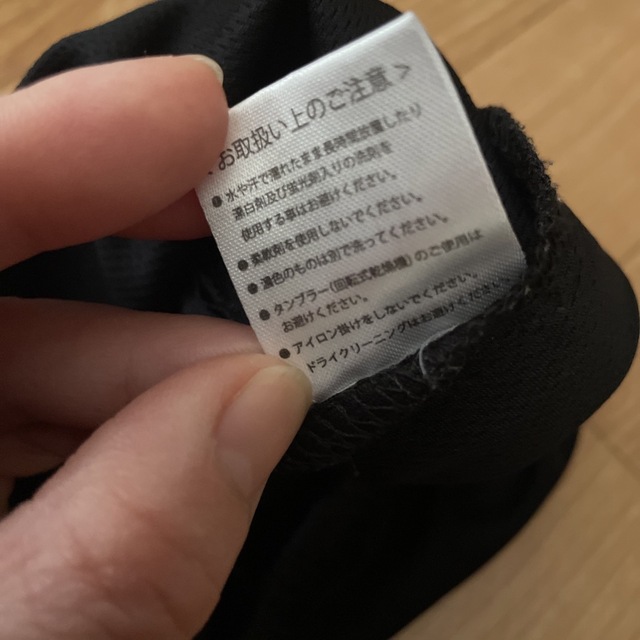 お取扱い上のご注意 >
● 水や汗で濡れたまま長時間放置したり
漂白剤及び蛍光剤入りの洗剤を
使用する事はお避けください。
● 柔軟剤を使用しないでください。
● 濃色のものは別で洗ってください。
● タンブラー(回転式乾燥機)のご使用は
お避けください。
● アイロン掛けをしないでください。
ドライクリーニングはお避けください。